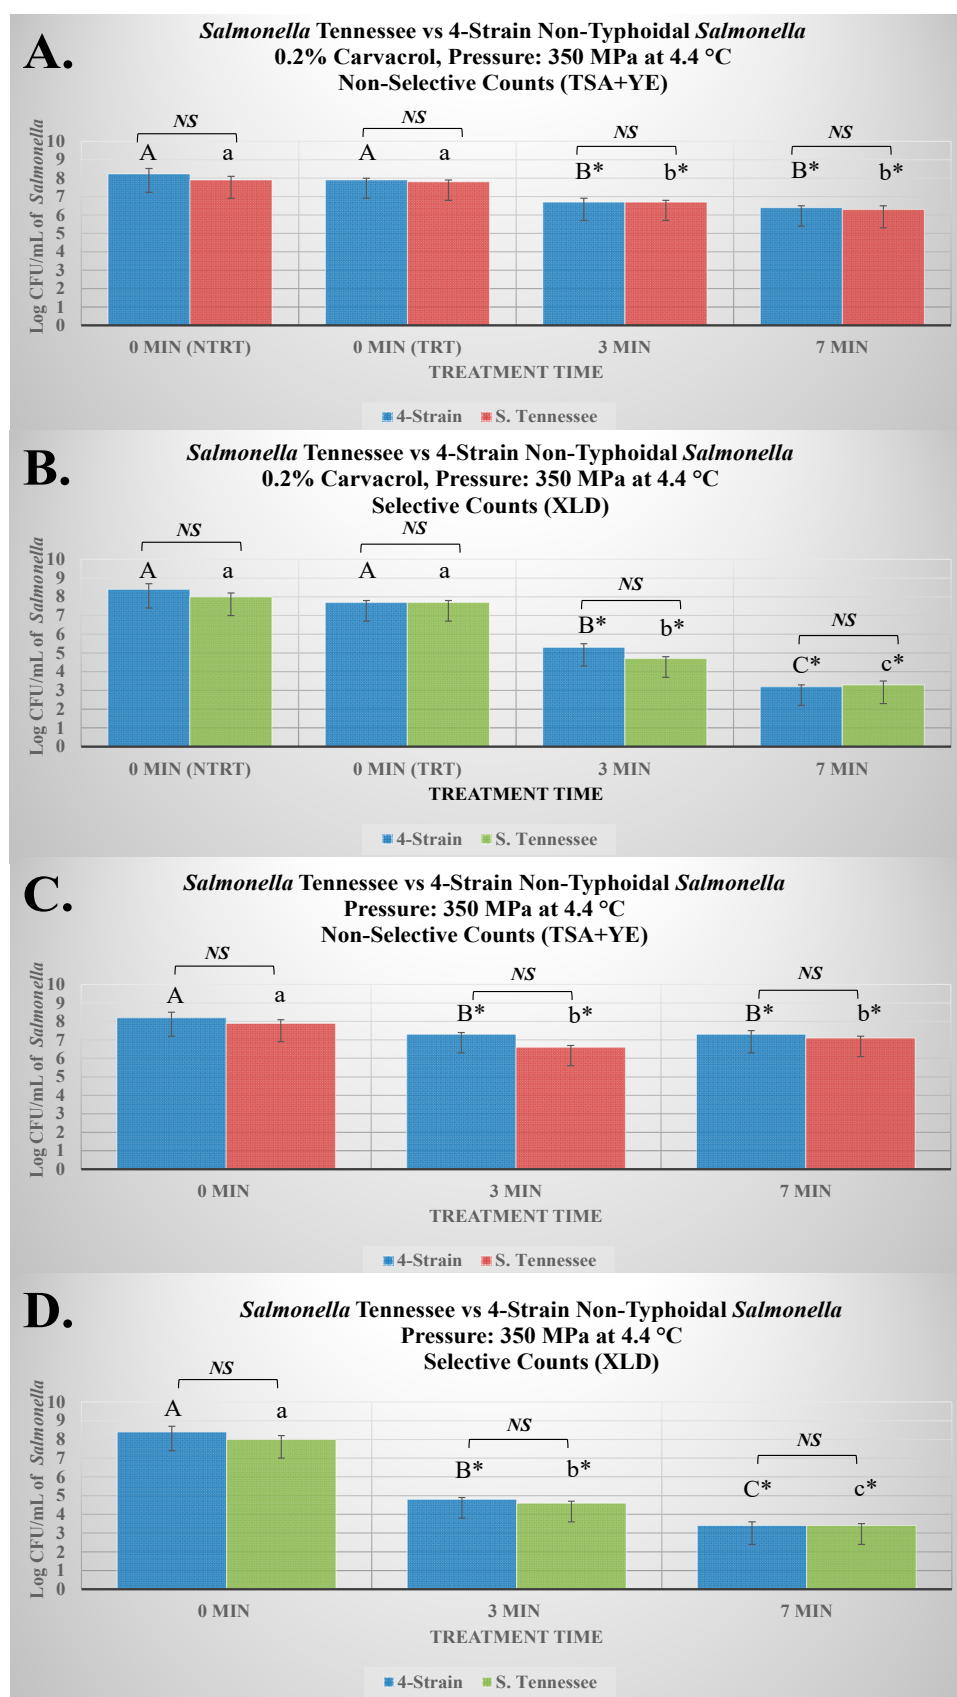 A.
Salmonella Tennessee vs 4-Strain Non-Typhoidal Salmonella
0.2% Carvacrol, Pressure: 350 MPa at 4.4 °C
Non-Selective Counts (TSA+YE)
NS NS NS NS
A a A a B* b* B* b*
Log CFU/mL of Salmonella
10
9
8
7
6
5
4
3
2
1
0
0 MIN (NTRT) 0 MIN (TRT) 3 MIN 7 MIN
TREATMENT TIME
4-Strain S. Tennessee
B.
Salmonella Tennessee vs 4-Strain Non-Typhoidal Salmonella
0.2% Carvacrol, Pressure: 350 MPa at 4.4 °C
Selective Counts (XLD)
NS NS NS NS
A a A a B* b* C* c*
Log CFU/mL of Salmonella
10
9
8
7
6
5
4
3
2
1
0
0 MIN (NTRT) 0 MIN (TRT) 3 MIN 7 MIN
TREATMENT TIME
4-Strain S. Tennessee
C.
Salmonella Tennessee vs 4-Strain Non-Typhoidal Salmonella
Pressure: 350 MPa at 4.4 °C
Non-Selective Counts (TSA+YE)
NS NS NS
A a B* b* B* b*
Log CFU/mL of Salmonella
10
9
8
7
6
5
4
3
2
1
0
0 MIN 3 MIN 7 MIN
TREATMENT TIME
4-Strain S. Tennessee
D.
Salmonella Tennessee vs 4-Strain Non-Typhoidal Salmonella
Pressure: 350 MPa at 4.4 °C
Selective Counts (XLD)
NS NS NS
A a B* b* C* c*
Log CFU/mL of Salmonella
10
9
8
7
6
5
4
3
2
1
0
0 MIN 3 MIN 7 MIN
TREATMENT TIME
4-Strain S. Tennessee